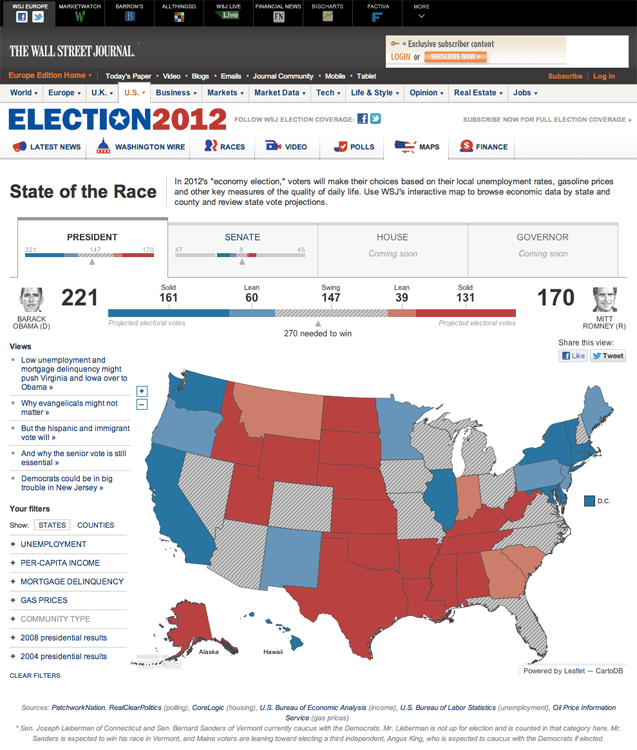 WSJ EUROPE MARKETWATCH BARRON'S ALLTHINGSD WSJ LIVE FINANCIAL NEWS BIGCHARTS FACTIVA MORE
W B D Live FN F
THE WALL STREET JOURNAL.
= Exclusive subscriber content
LOGIN or SUBSCRIBE NOW »
Europe Edition Home Today's Paper • Video • Blogs • Emails • Journal Community • Mobile • Tablet Subscribe Log In
World Europe U.K. U.S. Business Markets Market Data Tech Life & Style Opinion Real Estate Jobs
ELECTION2012 FOLLOW WSJ ELECTION COVERAGE: SUBSCRIBE NOW FOR FULL ELECTION COVERAGE »
LATEST NEWS WASHINGTON WIRE RACES VIDEO POLLS MAPS FINANCE
State of the Race
In 2012's "economy election," voters will make their choices based on their local unemployment rates, gasoline prices
and other key measures of the quality of daily life. Use WSJ's interactive map to browse economic data by state and
county and review state vote projections.
PRESIDENT SENATE HOUSE GOVERNOR
221 147 170 47 8 45 Coming soon Coming soon
Solid Lean Swing Lean Solid
221 161 60 147 39 131 170
BARACK OBAMA (D)
Projected electoral votes 270 needed to win Projected electoral votes
MITT ROMNEY (R)
Share this view:
Like Tweet
Views
Low unemployment and
mortgage delinquency might
push Virginia and Iowa over to
Obama »
Why evangelicals might not
matter »
But the hispanic and immigrant
vote will »
And why the senior vote is still
essential »
Democrats could be in big
trouble in New Jersey »
Your filters
Show: STATES COUNTIES
+ UNEMPLOYMENT
+ PER-CAPITA INCOME
+ MORTGAGE DELINQUENCY
+ GAS PRICES
+ COMMUNITY TYPE
+ 2008 presidential results
+ 2004 presidential results
CLEAR FILTERS
+
−
D.C.
Alaska Hawaii
CARTODB
Powered by Leaflet — CartoDB
Sources: PatchworkNation, RealClearPolitics (polling), CoreLogic (housing), U.S. Bureau of Economic Analysis (income), U.S. Bureau of Labor Statistics (unemployment), Oil Price Information
Service (gas prices)
* Sen. Joseph Lieberman of Connecticut and Sen. Bernard Sanders of Vermont currently caucus with the Democrats. Mr. Lieberman is not up for election and is counted in that category here. Mr.
Sanders is expected to win his race in Vermont, and Maine voters are leaning toward electing a third independent, Angus King, who is expected to caucus with the Democrats if elected.